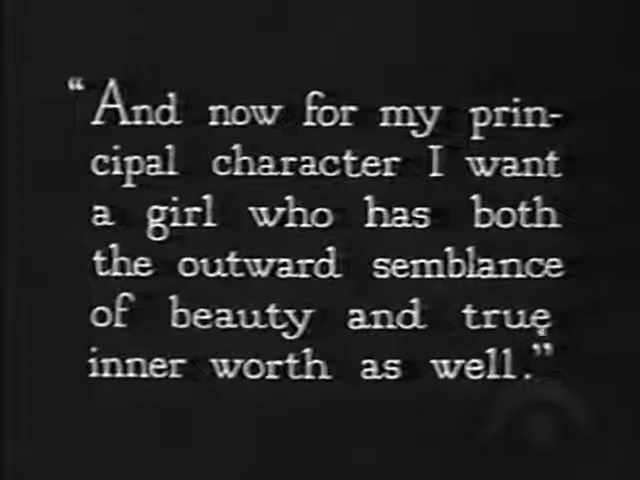 “And now for my prin-
cipal character I want
a girl who has both
the outward semblance
of beauty and true
inner worth as well.”